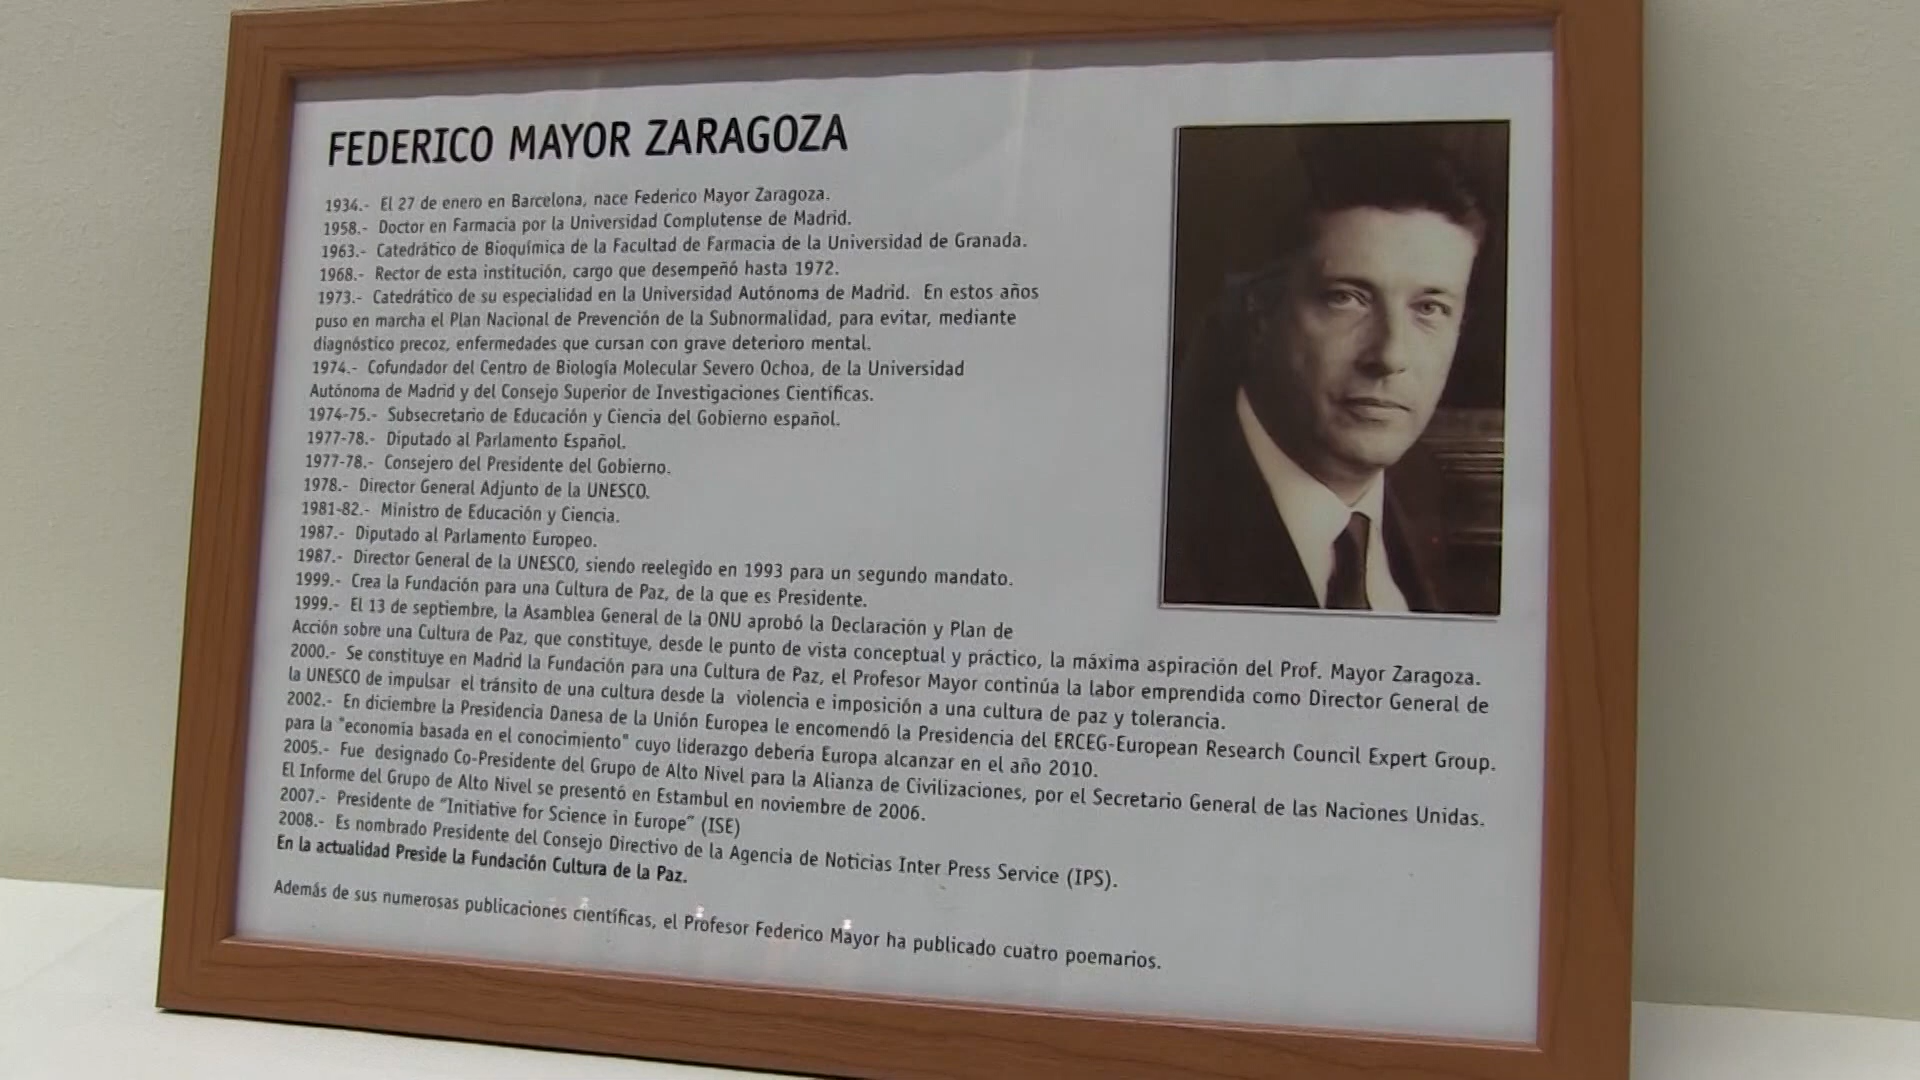 FEDERICO MAYOR ZARAGOZA
1934.- El 27 de enero en Barcelona, nace Federico Mayor Zaragoza.
1958.- Doctor en Farmacia por la Universidad Complutense de Madrid.
1963.- Catedrático de Bioquímica de la Facultad de Farmacia de la Universidad de Granada.
1968.- Rector de esta institución, cargo que desempeñó hasta 1972.
1973.- Catedrático de su especialidad en la Universidad Autónoma de Madrid. En estos años
puso en marcha el Plan Nacional de Prevención de la Subnormalidad, para evitar, mediante
diagnóstico precoz, enfermedades que cursan con grave deterioro mental.
1974.- Cofundador del Centro de Biología Molecular Severo Ochoa, de la Universidad
Autónoma de Madrid y del Consejo Superior de Investigaciones Científicas.
1974-75.- Subsecretario de Educación y Ciencia del Gobierno español.
1977-78.- Diputado al Parlamento Español.
1977-78.- Consejero del Presidente del Gobierno.
1978.- Director General Adjunto de la UNESCO.
1981-82.- Ministro de Educación y Ciencia.
1987.- Diputado al Parlamento Europeo.
1987.- Director General de la UNESCO, siendo reelegido en 1993 para un segundo mandato.
1999.- Crea la Fundación para una Cultura de Paz, de la que es Presidente.
1999.- El 13 de septiembre, la Asamblea General de la ONU aprobó la Declaración y Plan de
Acción sobre una Cultura de Paz, que constituye, desde le punto de vista conceptual y práctico, la máxima aspiración del Prof. Mayor Zaragoza.
2000.- Se constituye en Madrid la Fundación para una Cultura de Paz, el Profesor Mayor continúa la labor emprendida como Director General de
la UNESCO de impulsar el tránsito de una cultura desde la violencia e imposición a una cultura de paz y tolerancia.
2002.- En diciembre la Presidencia Danesa de la Unión Europea le encomendó la Presidencia del ERCEG-European Research Council Expert Group.
para la "economía basada en el conocimiento" cuyo liderazgo debería Europa alcanzar en el año 2010.
2005.- Fue designado Co-Presidente del Grupo de Alto Nivel para la Alianza de Civilizaciones, por el Secretario General de las Naciones Unidas.
El Informe del Grupo de Alto Nivel se presentó en Estambul en noviembre de 2006.
2007.- Presidente de "Initiative for Science in Europe" (ISE)
2008.- Es nombrado Presidente del Consejo Directivo de la Agencia de Noticias Inter Press Service (IPS).
En la actualidad Preside la Fundación Cultura de la Paz.
Además de sus numerosas publicaciones científicas, el Profesor Federico Mayor ha publicado cuatro poemarios.